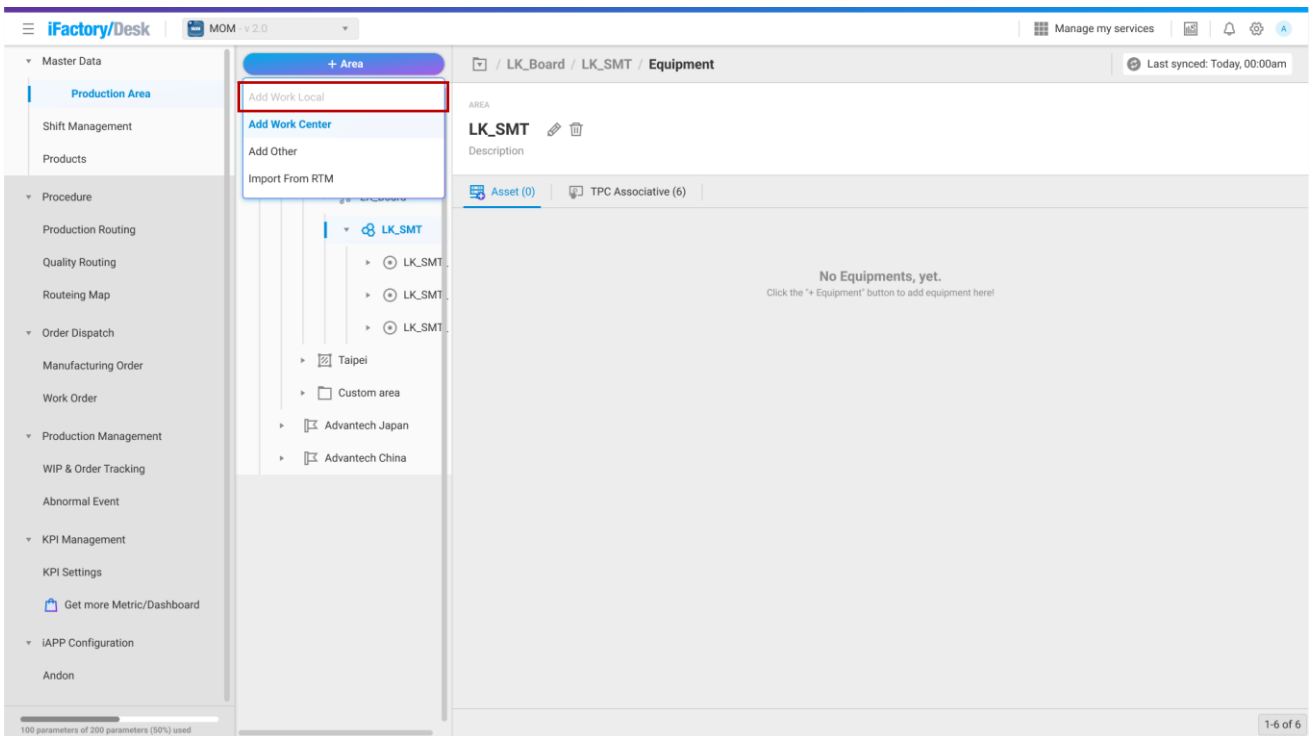 iFactory/Desk
MOM - v 2.0
Manage my services
A
Master Data
Production Area
Shift Management
Products
Procedure
Production Routing
Quality Routing
Routeing Map
Order Dispatch
Manufacturing Order
Work Order
Production Management
WIP & Order Tracking
Abnormal Event
KPI Management
KPI Settings
Get more Metric/Dashboard
iAPP Configuration
Andon
100 parameters of 200 parameters (50%) used
+ Area
Add Work Local
Add Work Center
Add Other
Import From RTM
LK_Board
LK_SMT
LK_SMT_
LK_SMT_
LK_SMT_
Taipei
Custom area
Advantech Japan
Advantech China
/ LK_Board / LK_SMT / Equipment
Last synced: Today, 00:00am
AREA
LK_SMT
Description
Asset (0)
TPC Associative (6)
No Equipments, yet.
Click the "+ Equipment" button to add equipment here!
1-6 of 6